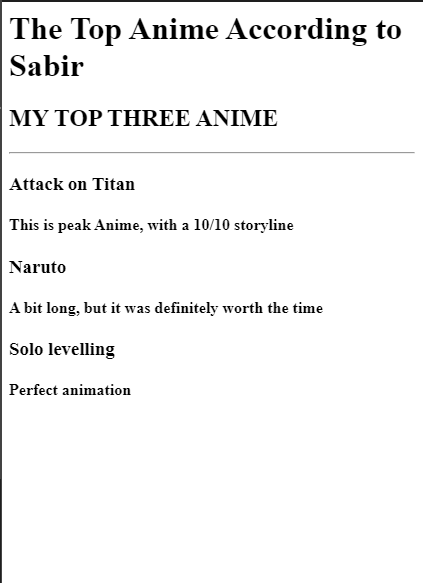 The Top Anime According to
Sabir
MY TOP THREE ANIME
Attack on Titan
This is peak Anime, with a 10/10 storyline
Naruto
A bit long, but it was definitely worth the time
Solo levelling
Perfect animation